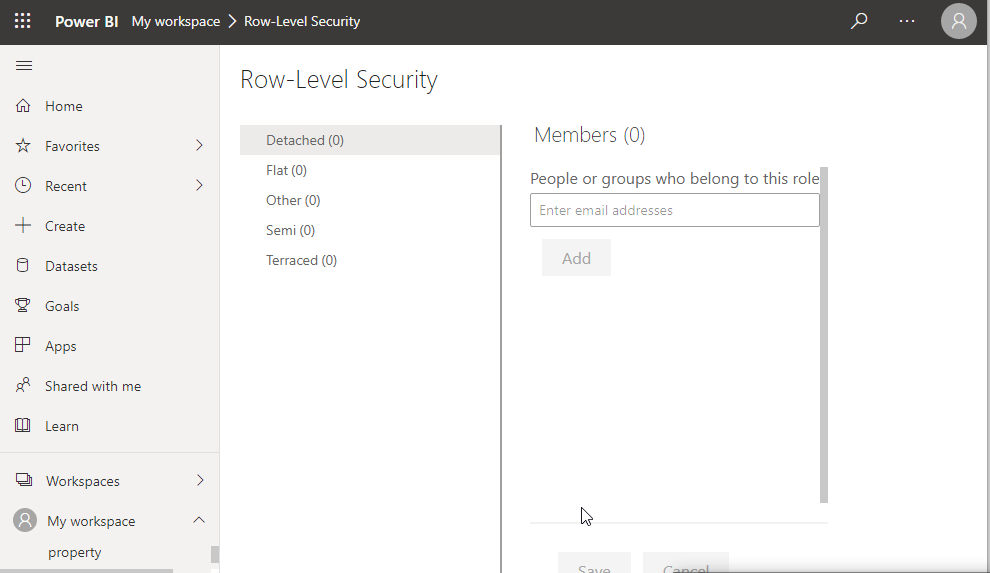 Power BI My workspace Row-Level Security
Row-Level Security
Home
Favorites
Recent
Create
Datasets
Goals
Apps
Shared with me
Learn
Workspaces
My workspace
property
Detached (0)
Flat (0)
Other (0)
Semi (0)
Terraced (0)
Members (0)
People or groups who belong to this role
Enter email addresses
Add
Save Cancel